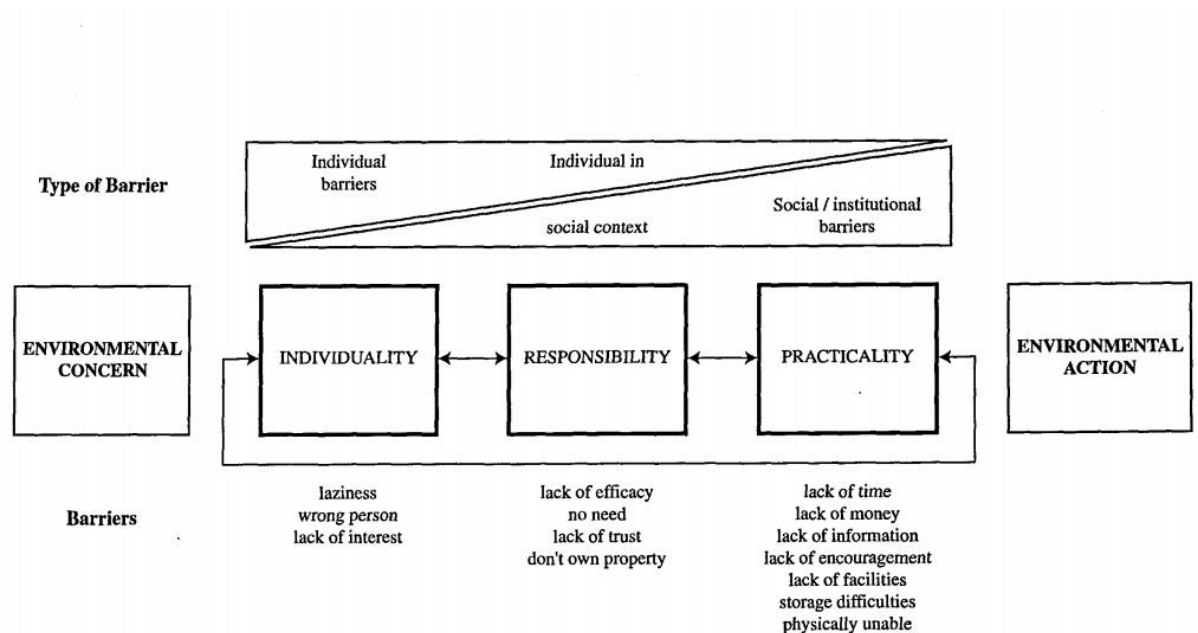 Type of Barrier
Individual
barriers
Individual in
social context
Social / institutional
barriers
ENVIRONMENTAL
CONCERN
INDIVIDUALITY
RESPONSIBILITY
PRACTICALITY
ENVIRONMENTAL
ACTION
Barriers
laziness
wrong person
lack of interest
lack of efficacy
no need
lack of trust
don't own property
lack of time
lack of money
lack of information
lack of encouragement
lack of facilities
storage difficulties
physically unable